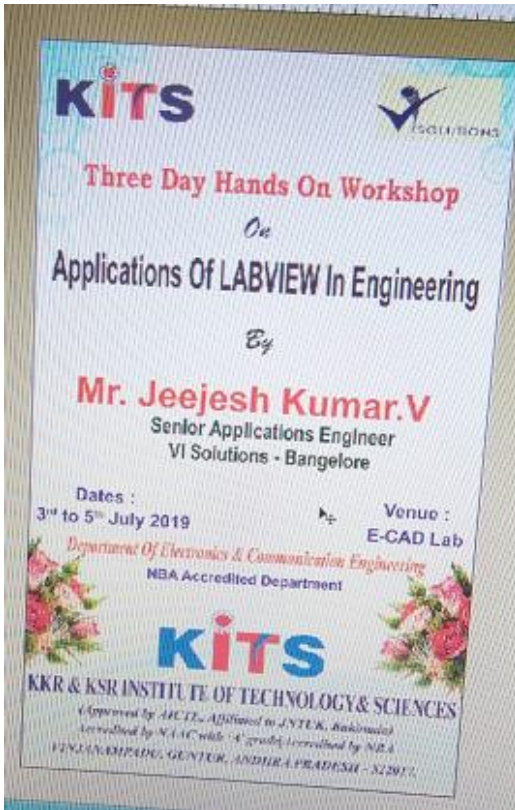 KiTS
SOLUTIONS
Three Day Hands On Workshop
On
Applications Of LABVIEW In Engineering
By
Mr. Jeejesh Kumar.V
Senior Applications Engineer
VI Solutions - Bangelore
Dates :
3rd to 5th July 2019
Venue :
E-CAD Lab
Department Of Electronics & Communication Engineering
NBA Accredited Department
KiTS
KKR & KSR INSTITUTE OF TECHNOLOGY & SCIENCES
(Approved by AICTE, Affiliated to JNTUK, Kakinada)
Accredited by NAAC with 'A' grade, Accredited by NBA
VINJANAMPADU, GUNTUR, ANDHRA PRADESH - 522017.